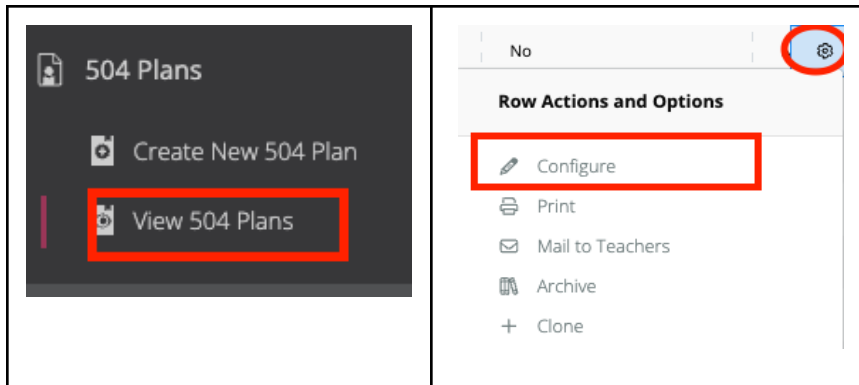 504 Plans
Create New 504 Plan
View 504 Plans
No
Row Actions and Options
Configure
Print
Mail to Teachers
Archive
Clone